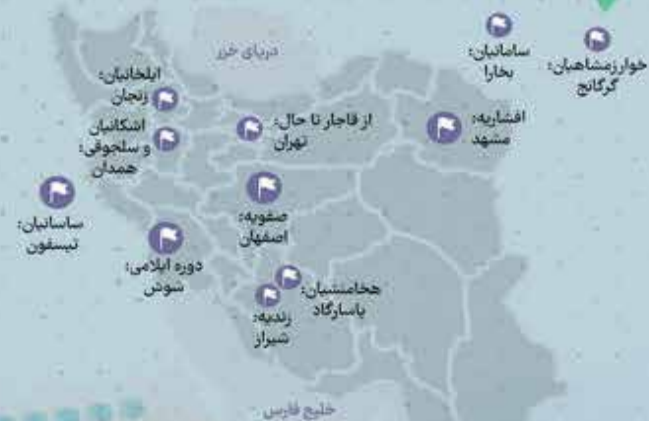 دریای خزر
سامانیان:
بخارا
خوارزمشاهیان:
گرگانج
ایلخانیان:
زنجان
اشکانیان
و سلجوقی:
همدان
از قاجار تا حال:
تهران
افشاریه:
مشهد
ساسانیان:
تیسفون
صفویه:
اصفهان
دوره ایلامی:
شوش
هخامنشیان:
پاسارگاد
زندیه:
شیراز
خلیج فارس